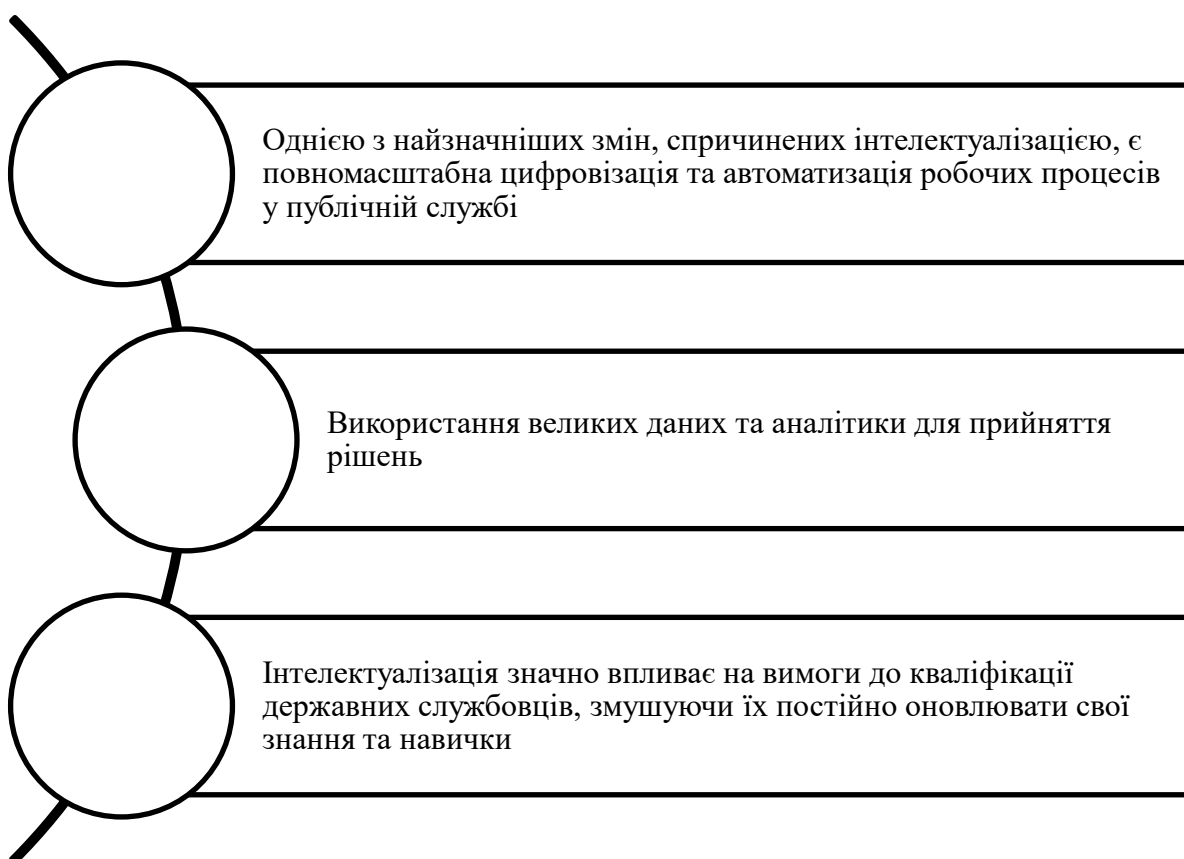 Однією з найзначніших змін, спричинених інтелектуалізацією, є
повномасштабна цифровізація та автоматизація робочих процесів
у публічній службі
Використання великих даних та аналітики для прийняття
рішень
Інтелектуалізація значно впливає на вимоги до кваліфікації
державних службовців, змушуючи їх постійно оновлювати свої
знання та навички